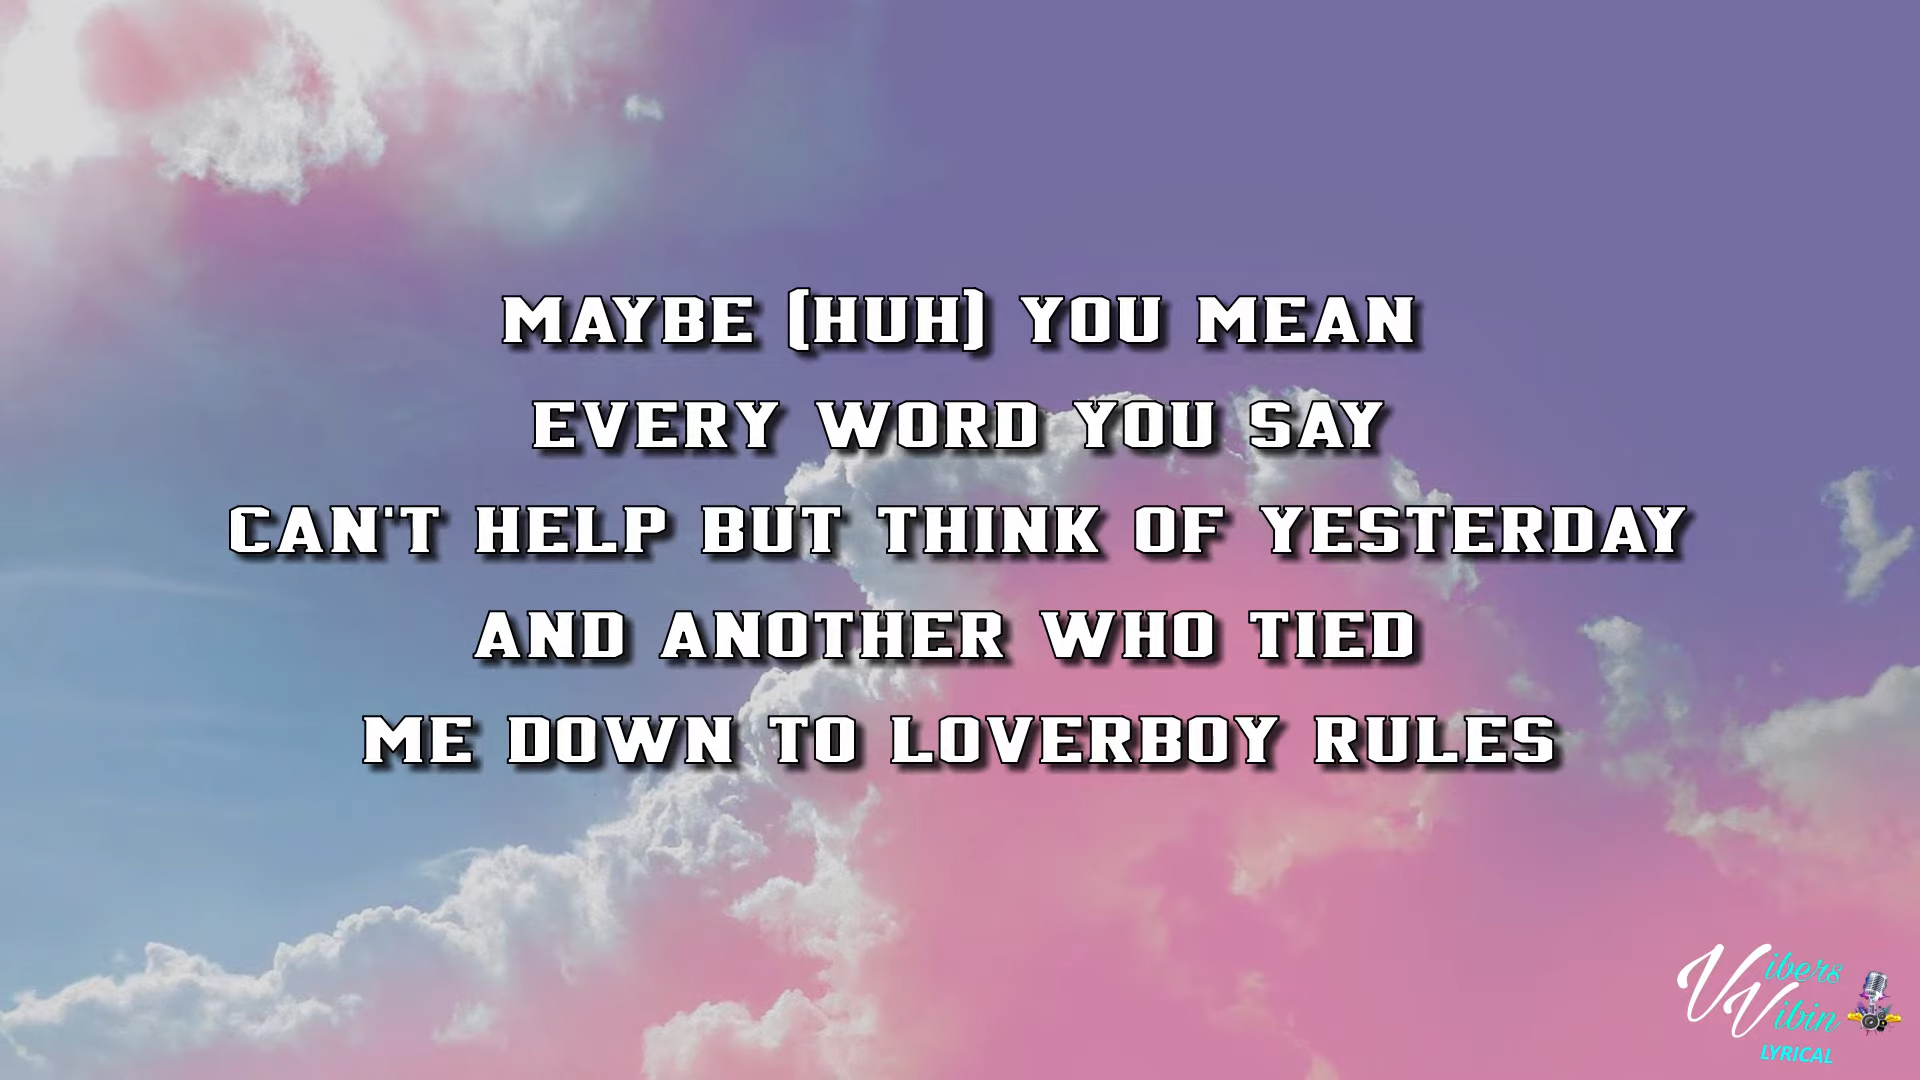 MAYBE (HUH) YOU MEAN
EVERY WORD YOU SAY
CAN'T HELP BUT THINK OF YESTERDAY
AND ANOTHER WHO TIED
ME DOWN TO LOVERBOY RULES
Vibers
Vibin
LYRICAL